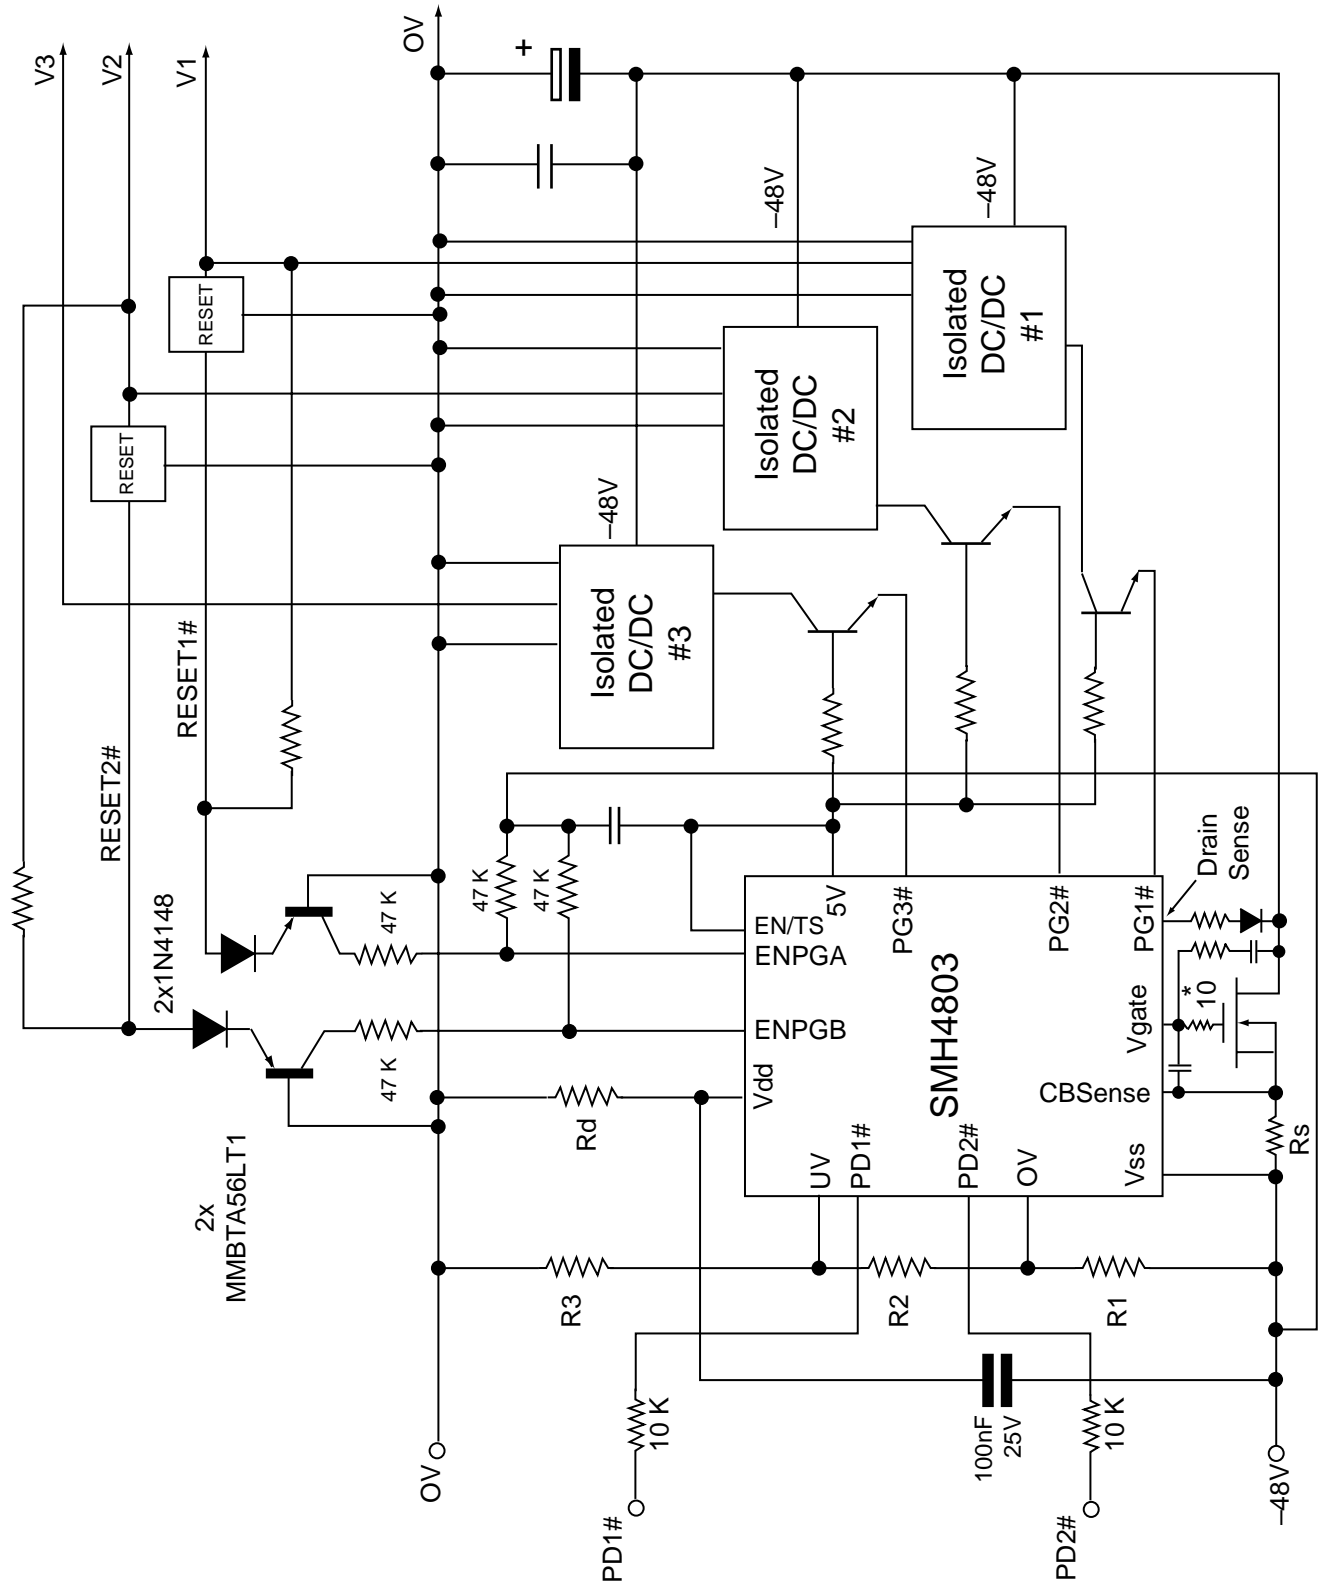 V3
V2
V1
OV
+
RESET
RESET
–48V
–48V
–48V
Isolated
DC/DC
#1
Isolated
DC/DC
#2
Isolated
DC/DC
#3
RESET1#
RESET2#
2x1N4148
47 K
47 K
47 K
47 K
2x
MMBTA56LT1
5V
EN/TS
ENPGA
ENPGB
Vdd
PG3#
PG2#
PG1#
Drain
Sense
SMH4803
Vgate
*
10
CBSense
Vss
Rs
UV
PD1#
PD2#
OV
Rd
R3
R2
R1
OV
10 K
PD1#
100nF
25V
10 K
PD2#
–48V